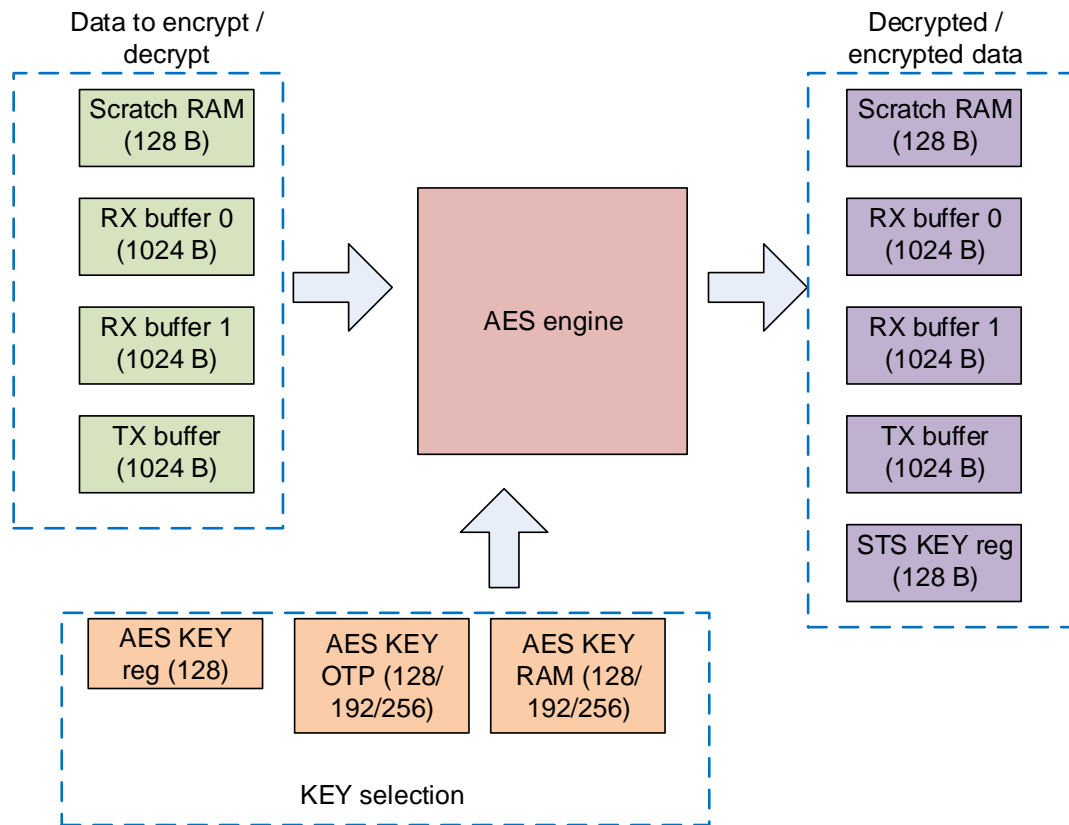 Data to encrypt /
decrypt
Scratch RAM
(128 B)
RX buffer 0
(1024 B)
RX buffer 1
(1024 B)
TX buffer
(1024 B)
AES engine
Decrypted /
encrypted data
Scratch RAM
(128 B)
RX buffer 0
(1024 B)
RX buffer 1
(1024 B)
TX buffer
(1024 B)
STS KEY reg
(128 B)
AES KEY
reg (128)
AES KEY
OTP (128/
192/256)
AES KEY
RAM (128/
192/256)
KEY selection